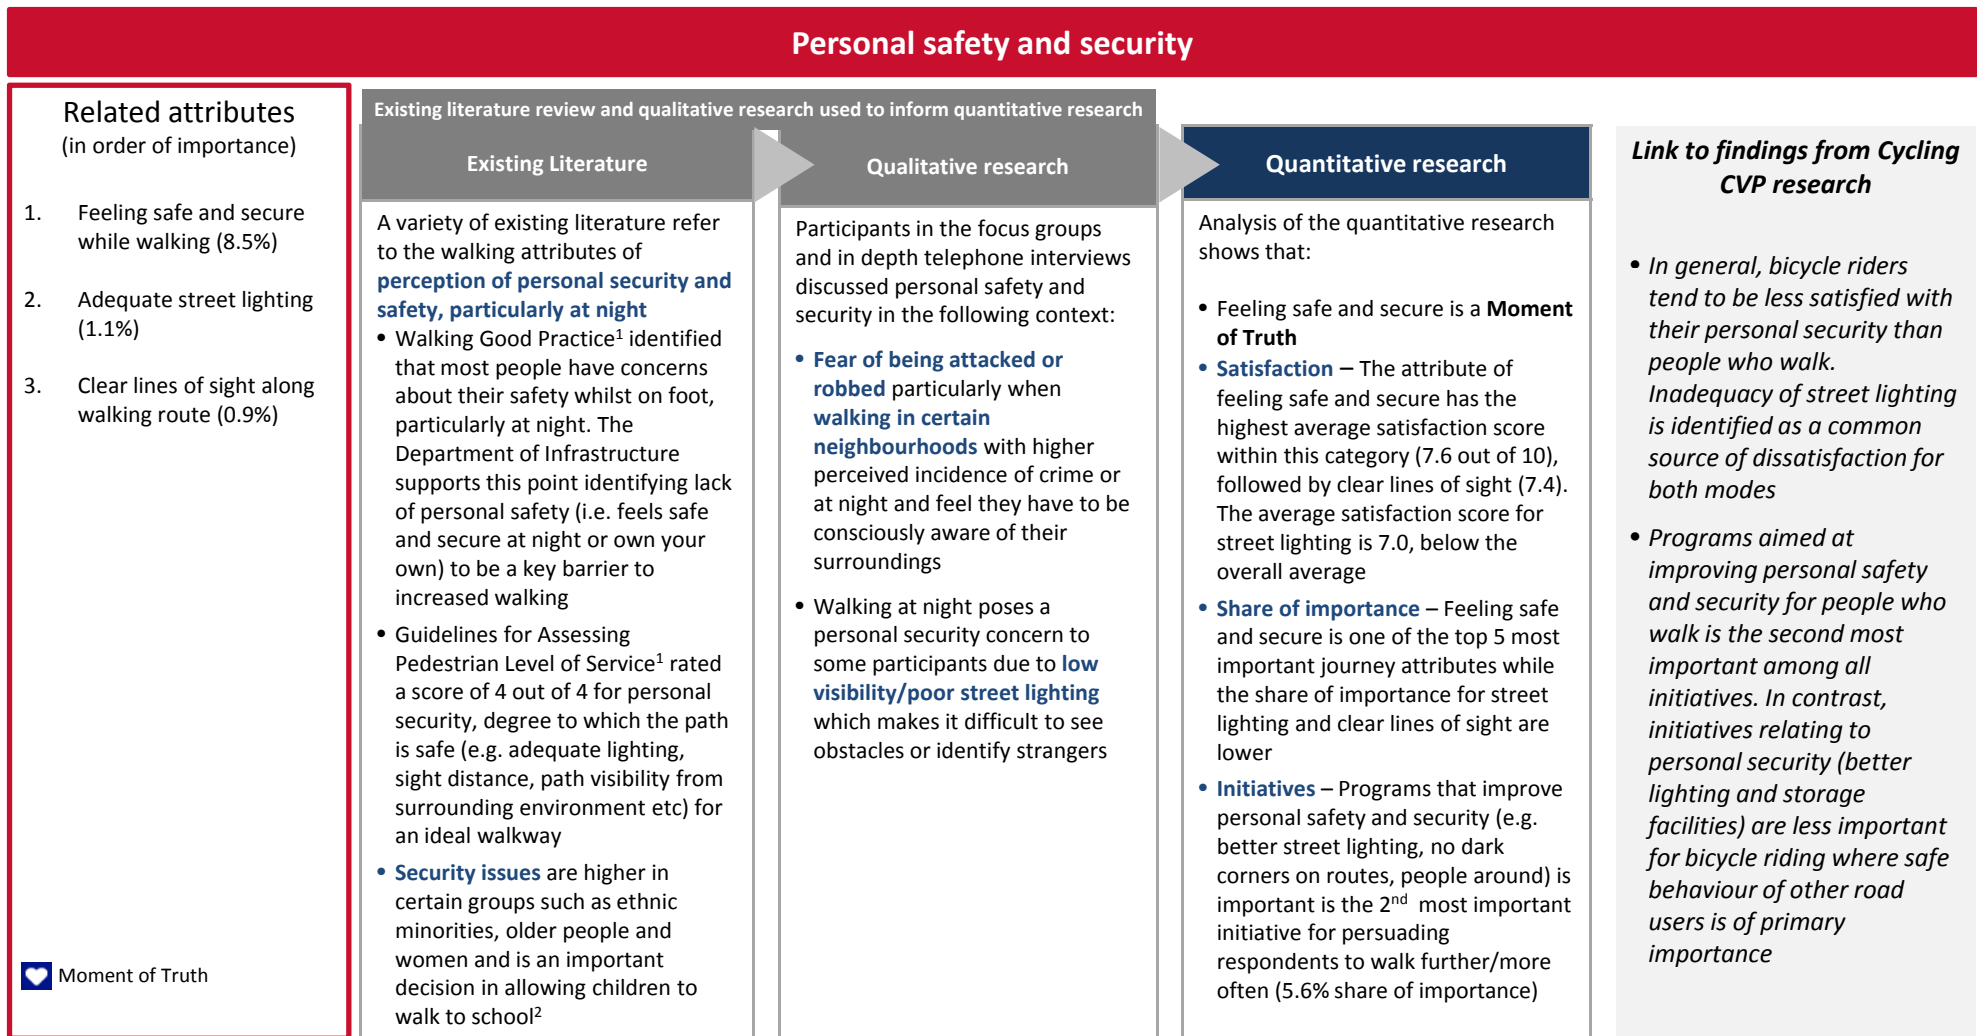 Personal safety and security
Related attributes
(in order of importance)
1. Feeling safe and secure
while walking (8.5%)
2. Adequate street lighting
(1.1%)
3. Clear lines of sight along
walking route (0.9%)
Moment of Truth
Existing literature review and qualitative research used to inform quantitative research
Existing Literature
A variety of existing literature refer
to the walking attributes of
perception of personal security and
safety, particularly at night
• Walking Good Practice¹ identified
that most people have concerns
about their safety whilst on foot,
particularly at night. The
Department of Infrastructure
supports this point identifying lack
of personal safety (i.e. feels safe
and secure at night or own your
own) to be a key barrier to
increased walking
• Guidelines for Assessing
Pedestrian Level of Service¹ rated
a score of 4 out of 4 for personal
security, degree to which the path
is safe (e.g. adequate lighting,
sight distance, path visibility from
surrounding environment etc) for
an ideal walkway
• Security issues are higher in
certain groups such as ethnic
minorities, older people and
women and is an important
decision in allowing children to
walk to school²
Qualitative research
Participants in the focus groups
and in depth telephone interviews
discussed personal safety and
security in the following context:
• Fear of being attacked or
robbed particularly when
walking in certain
neighbourhoods with higher
perceived incidence of crime or
at night and feel they have to be
consciously aware of their
surroundings
• Walking at night poses a
personal security concern to
some participants due to low
visibility/poor street lighting
which makes it difficult to see
obstacles or identify strangers
Quantitative research
Analysis of the quantitative research
shows that:
• Feeling safe and secure is a Moment
of Truth
• Satisfaction – The attribute of
feeling safe and secure has the
highest average satisfaction score
within this category (7.6 out of 10),
followed by clear lines of sight (7.4).
The average satisfaction score for
street lighting is 7.0, below the
overall average
• Share of importance – Feeling safe
and secure is one of the top 5 most
important journey attributes while
the share of importance for street
lighting and clear lines of sight are
lower
• Initiatives – Programs that improve
personal safety and security (e.g.
better street lighting, no dark
corners on routes, people around) is
important is the 2nd most important
initiative for persuading
respondents to walk further/more
often (5.6% share of importance)
Link to findings from Cycling
CVP research
• In general, bicycle riders
tend to be less satisfied with
their personal security than
people who walk.
Inadequacy of street lighting
is identified as a common
source of dissatisfaction for
both modes
• Programs aimed at
improving personal safety
and security for people who
walk is the second most
important among all
initiatives. In contrast,
initiatives relating to
personal security (better
lighting and storage
facilities) are less important
for bicycle riding where safe
behaviour of other road
users is of primary
importance